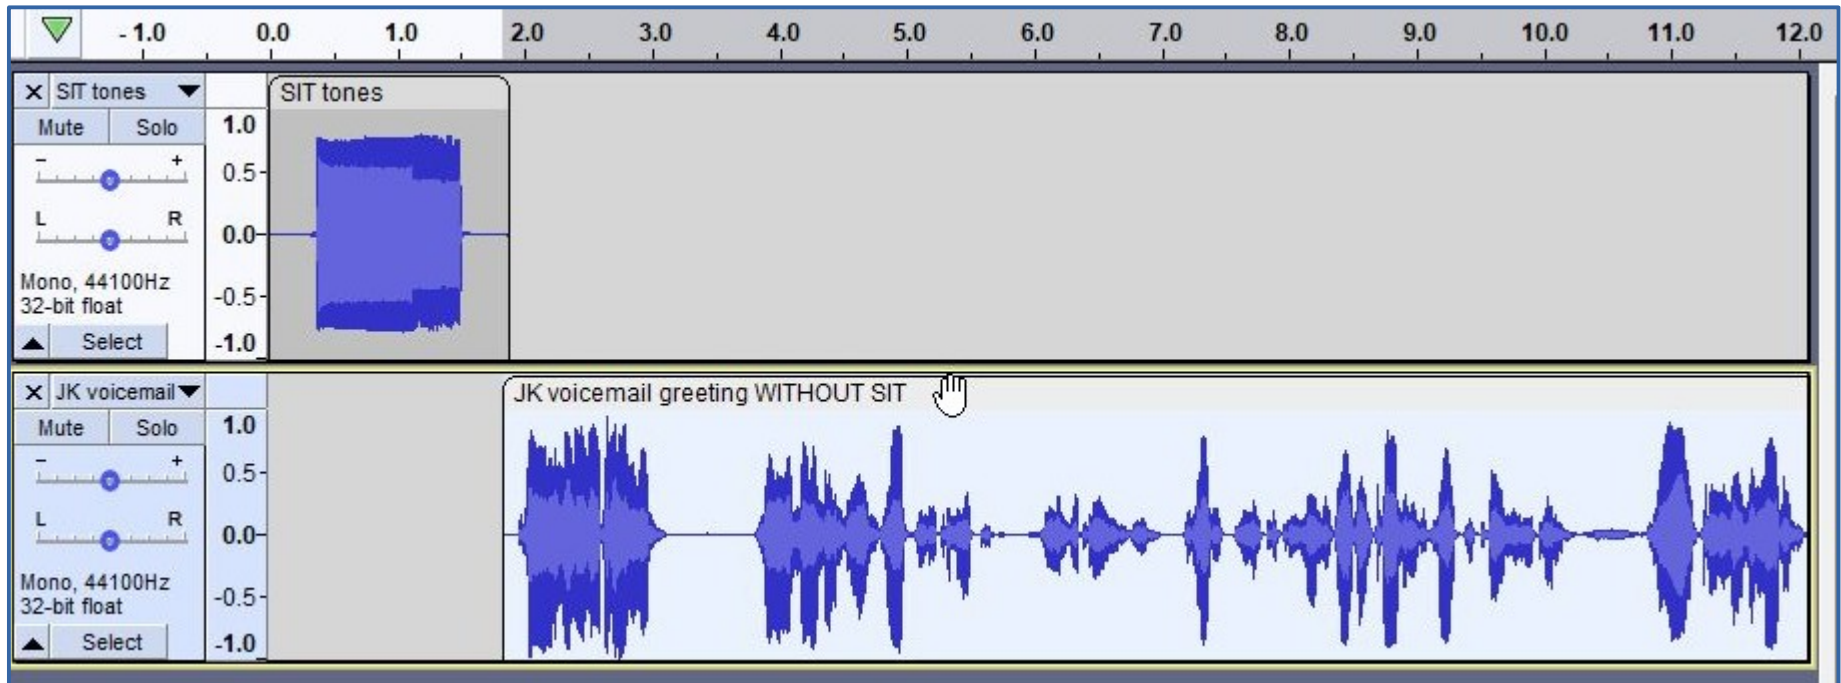 - 1.0 0.0 1.0 2.0 3.0 4.0 5.0 6.0 7.0 8.0 9.0 10.0 11.0 12.0
X SIT tones
SIT tones
Mute Solo
- +
L R
Mono, 44100Hz
32-bit float
Select
1.0
0.5-
0.0-
-0.5-
-1.0
X JK voicemail
JK voicemail greeting WITHOUT SIT
Mute Solo
- +
L R
Mono, 44100Hz
32-bit float
Select
1.0
0.5-
0.0-
-0.5-
-1.0